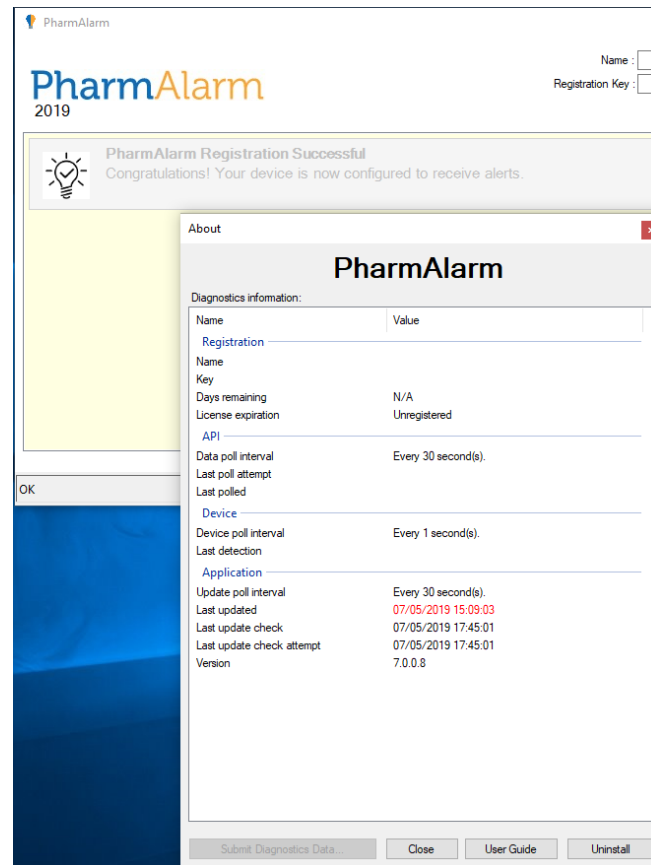 PharmAlarm
Name :
PharmAlarm
2019
Registration Key :
PharmAlarm Registration Successful
Congratulations! Your device is now configured to receive alerts.
About
PharmAlarm
Diagnostics information:
Name Value
Registration
Name
Key
Days remaining N/A
License expiration Unregistered
API
Data poll interval Every 30 second(s).
Last poll attempt
Last polled
Device
Device poll interval Every 1 second(s).
Last detection
Application
Update poll interval Every 30 second(s).
Last updated 07/05/2019 15:09:03
Last update check 07/05/2019 17:45:01
Last update check attempt 07/05/2019 17:45:01
Version 7.0.0.8
OK
Submit Diagnostics Data... Close User Guide Uninstall